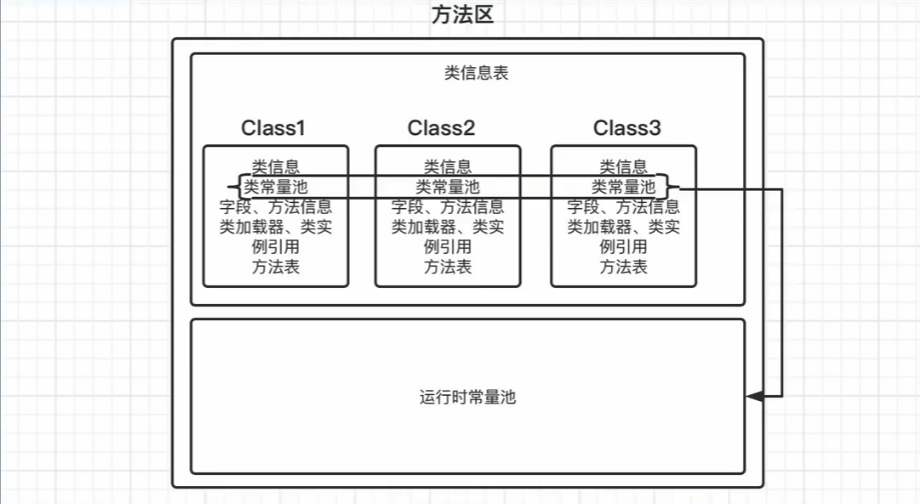 方法区
类信息表
Class1
Class2
Class3
类信息
类常量池
字段、方法信息
类加载器、类实
例引用
方法表
类信息
类常量池
字段、方法信息
类加载器、类实
例引用
方法表
类信息
类常量池
字段、方法信息
类加载器、类实
例引用
方法表
运行时常量池